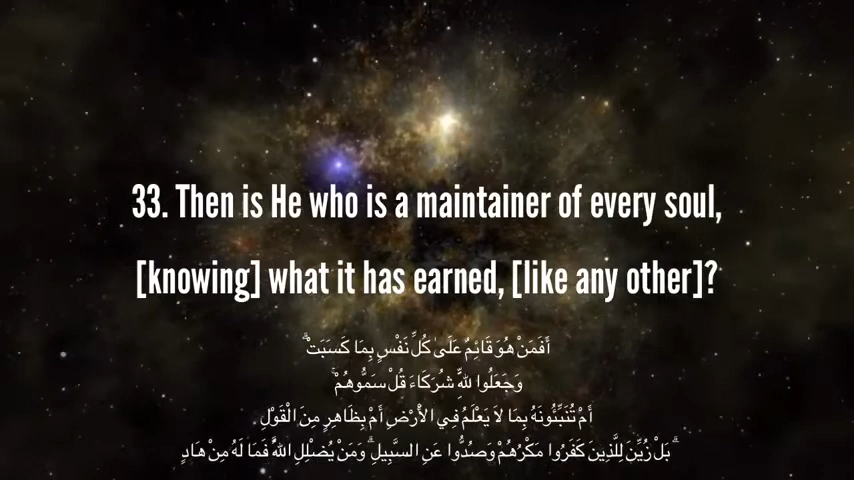 33. Then is He who is a maintainer of every soul,
[knowing] what it has earned, [like any other]?
أَفَمَنْ هُوَ قَائِمٌ عَلَىٰ كُلِّ نَفْسٍ بِمَا كَسَبَتْ ۗ
وَجَعَلُوا لِلَّهِ شُرَكَاءَ قُلْ سَمُّوهُمْ ۚ
أَمْ تُنَبِّئُونَهُ بِمَا لَا يَعْلَمُ فِي الْأَرْضِ أَمْ بِظَاهِرٍ مِنَ الْقَوْلِ
ۗ بَلْ زُيِّنَ لِلَّذِينَ كَفَرُوا مَكْرُهُمْ وَصُدُّوا عَنِ السَّبِيلِ ۗ وَمَنْ يُضْلِلِ اللَّهُ فَمَا لَهُ مِنْ هَادٍ